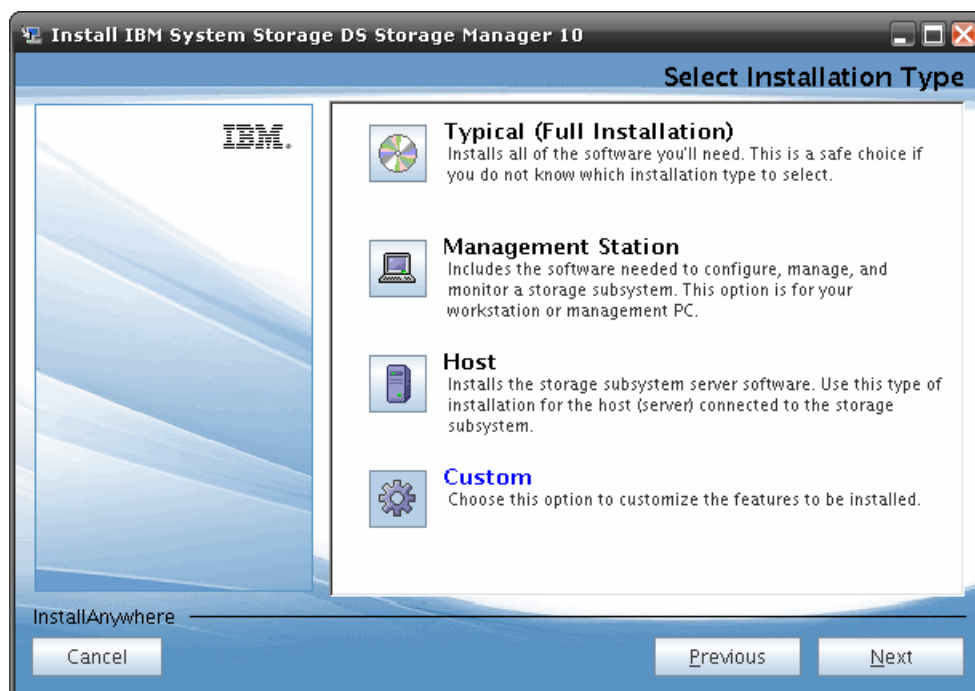 Install IBM System Storage DS Storage Manager 10
Select Installation Type
IBM.
Typical (Full Installation)
Installs all of the software you'll need. This is a safe choice if
you do not know which installation type to select.
Management Station
Includes the software needed to configure, manage, and
monitor a storage subsystem. This option is for your
workstation or management PC.
Host
Installs the storage subsystem server software. Use this type of
installation for the host (server) connected to the storage
subsystem.
Custom
Choose this option to customize the features to be installed.
InstallAnywhere
Cancel
Previous
Next